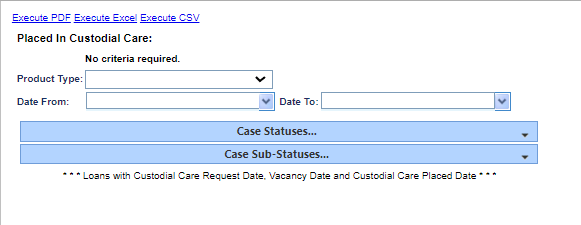 Execute PDF Execute Excel Execute CSV
Placed In Custodial Care:
No criteria required.
Product Type:
Date From: Date To:
Case Statuses...
Case Sub-Statuses...
* * * Loans with Custodial Care Request Date, Vacancy Date and Custodial Care Placed Date * * *